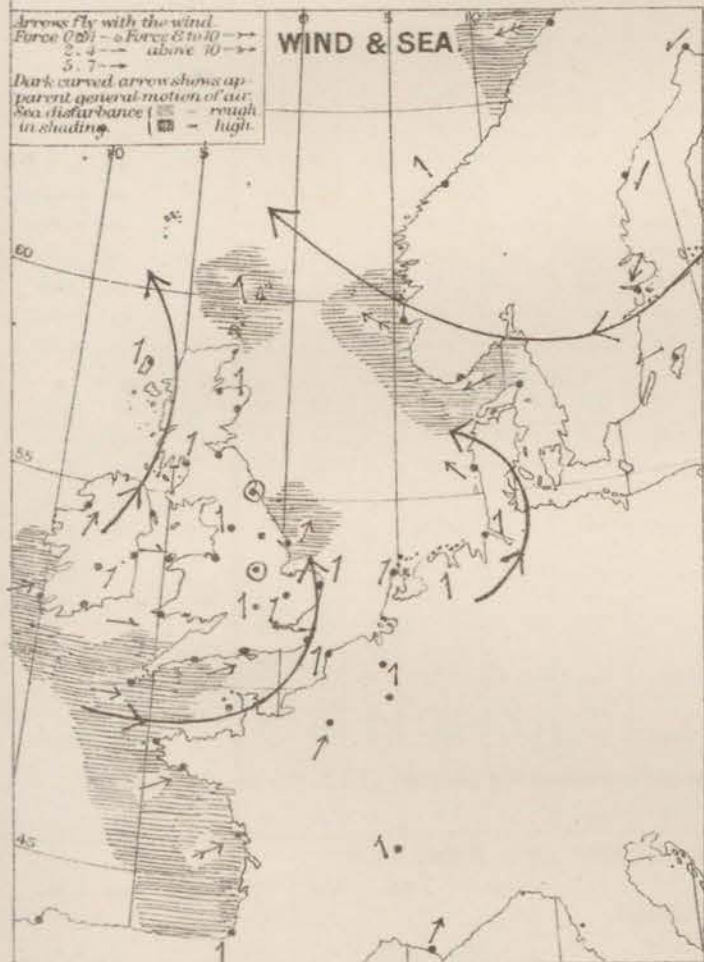 Arrows fly with the wind.
Force 0 to 1 – o Force 8 to 10
2 . 4 above 10
5 . 7
Dark curved arrow shows ap-
parent general motion of air.
Sea disturbance – rough
in shading. – high.
WIND & SEA.
0 5 10
10 5
60
55
45